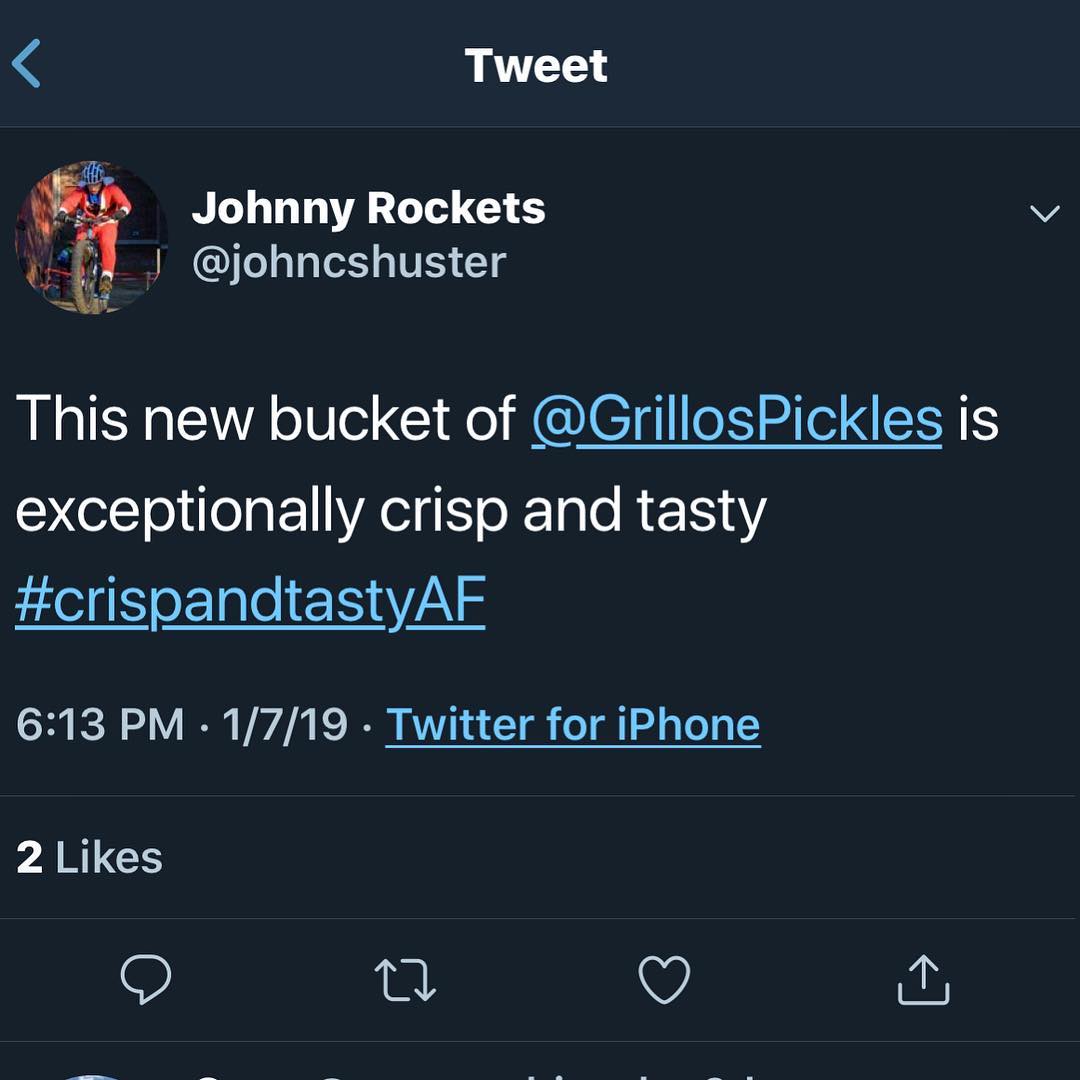 Tweet
Johnny Rockets
@johncshuster
This new bucket of @GrillosPickles is
exceptionally crisp and tasty
#crispandtastyAF
6:13 PM · 1/7/19 · Twitter for iPhone
2 Likes